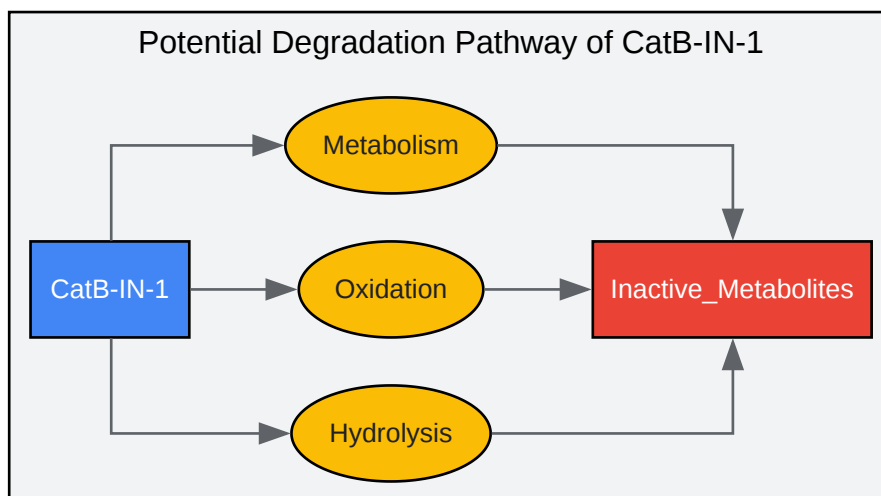 Potential Degradation Pathway of CatB-IN-1
Metabolism
CatB-IN-1
Oxidation
Inactive_Metabolites
Hydrolysis